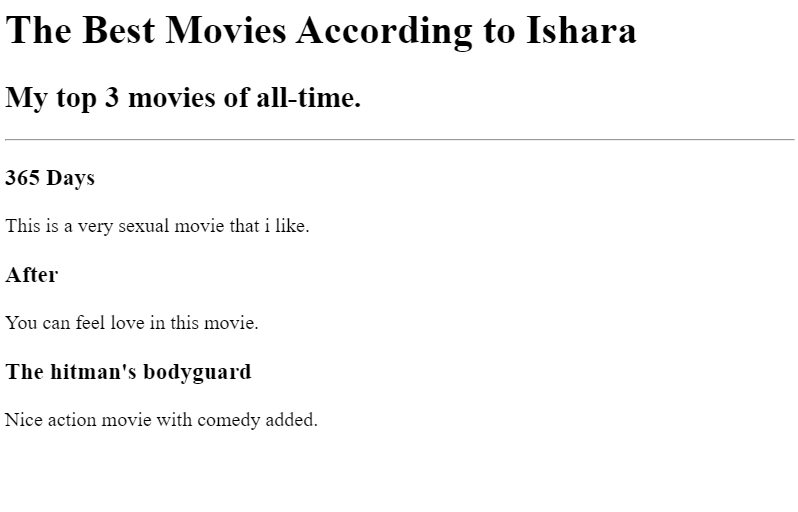 The Best Movies According to Ishara
My top 3 movies of all-time.
365 Days
This is a very sexual movie that i like.
After
You can feel love in this movie.
The hitman's bodyguard
Nice action movie with comedy added.